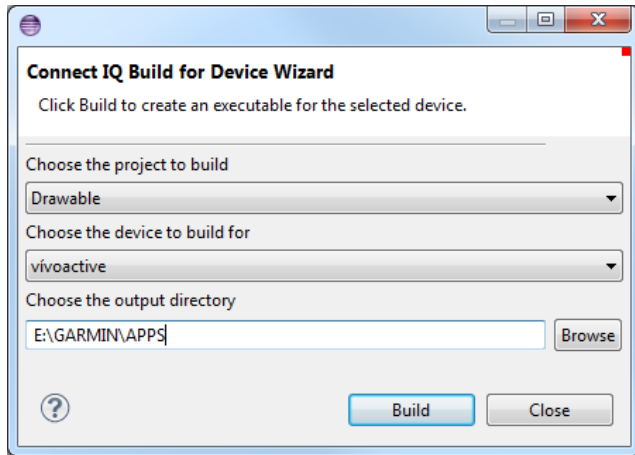 Connect IQ Build for Device Wizard
Click Build to create an executable for the selected device.
Choose the project to build
Drawable
Choose the device to build for
vívoactive
Choose the output directory
E:\GARMIN\APPS
Browse
?
Build
Close